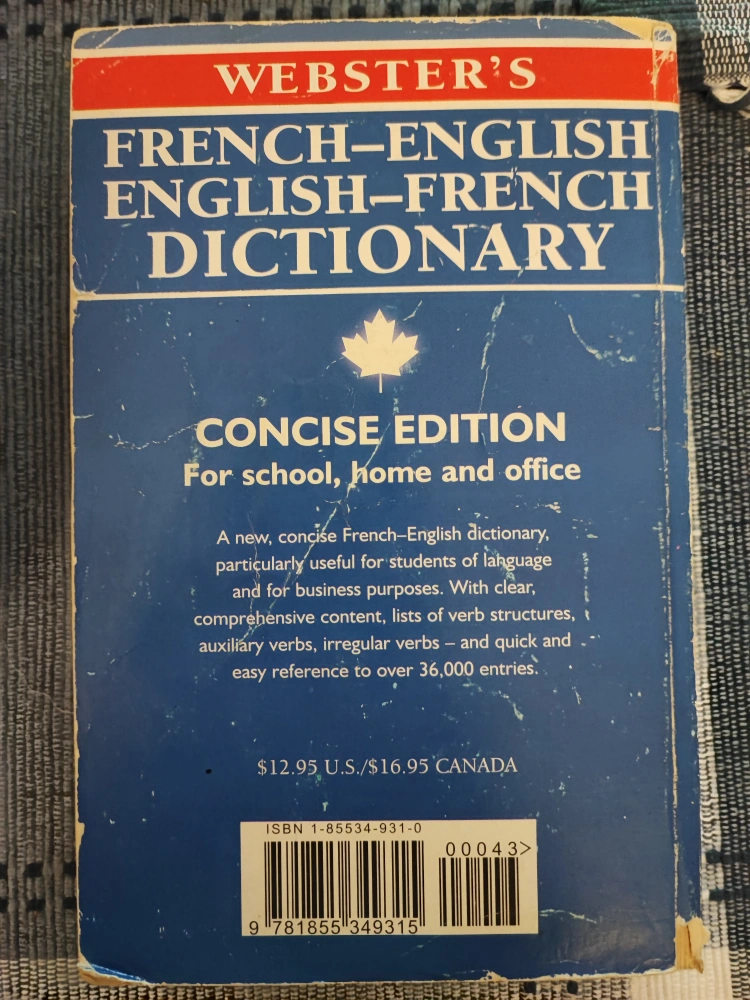 WEBSTER'S
FRENCH–ENGLISH
ENGLISH–FRENCH
DICTIONARY
CONCISE EDITION
For school, home and office
A new, concise French–English dictionary,
particularly useful for students of language
and for business purposes. With clear,
comprehensive content, lists of verb structures,
auxiliary verbs, irregular verbs – and quick and
easy reference to over 36,000 entries.
$12.95 U.S./$16.95 CANADA
ISBN 1-85534-931-0
00043>
9 781855 349315